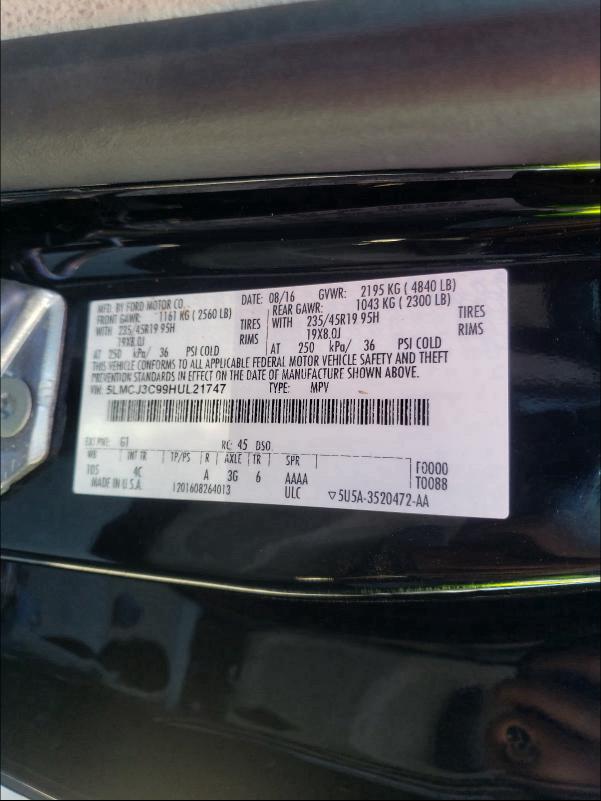 MFD. BY FORD MOTOR CO.
DATE: 08/16 GVWR: 2195 KG ( 4840 LB)
FRONT GAWR: 1161 KG ( 2560 LB) REAR GAWR: 1043 KG ( 2300 LB)
WITH 235/45R19 95H TIRES WITH 235/45R19 95H TIRES
19X8.0J RIMS 19X8.0J RIMS
AT 250 kPa/ 36 PSI COLD AT 250 kPa/ 36 PSI COLD
THIS VEHICLE CONFORMS TO ALL APPLICABLE FEDERAL MOTOR VEHICLE SAFETY AND THEFT
PREVENTION STANDARDS IN EFFECT ON THE DATE OF MANUFACTURE SHOWN ABOVE.
VIN: 5LMCJ3C99HUL21747 TYPE: MPV
EXT PNT: G1 RC: 45 DSO:
WB INT TR TP/PS R AXLE TR SPR
105 4C A 3G 6 AAAA F0000
MADE IN U.S.A. 1201608264013 ULC T0088
▽5U5A-3520472-AA